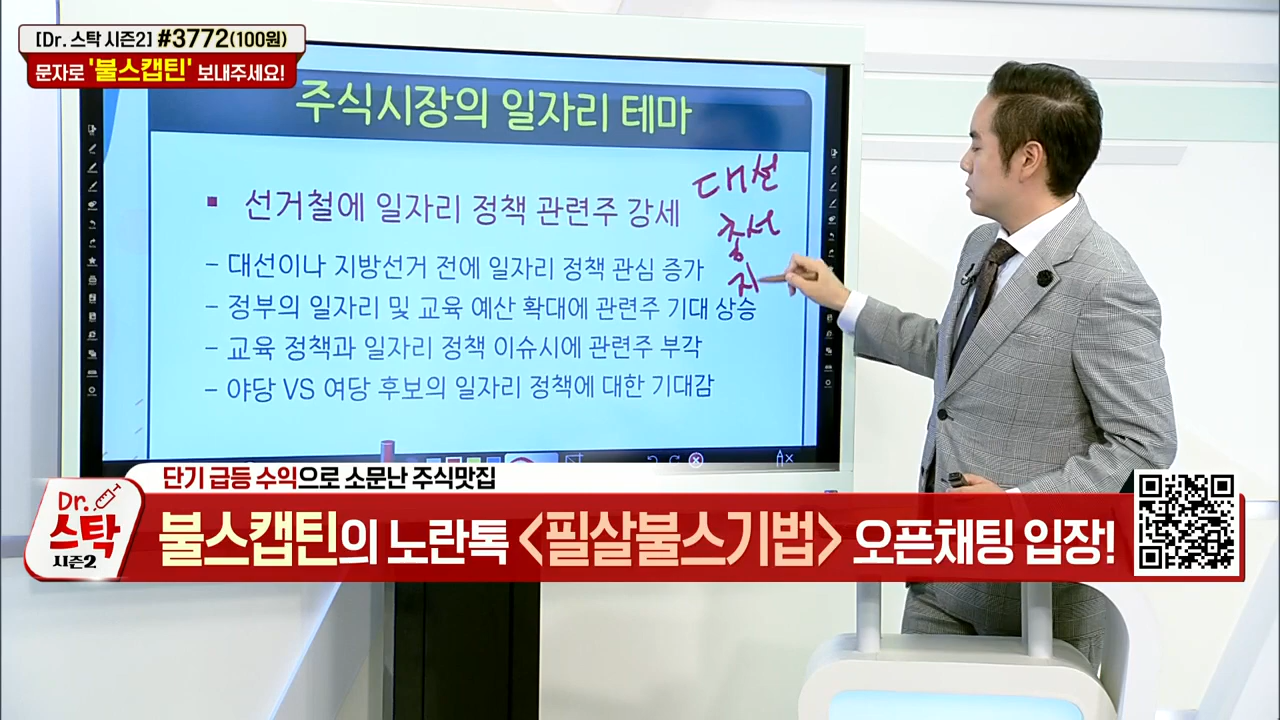 [Dr. 스탁 시즌2] #3772(100원)
문자로 '불스캡틴' 보내주세요!
주식시장의 일자리 테마
▪ 선거철에 일자리 정책 관련주 강세
대선
총선
지
– 대선이나 지방선거 전에 일자리 정책 관심 증가
– 정부의 일자리 및 교육 예산 확대에 관련주 기대 상승
– 교육 정책과 일자리 정책 이슈시에 관련주 부각
– 야당 VS 여당 후보의 일자리 정책에 대한 기대감
단기 급등 수익으로 소문난 주식맛집
Dr.
스탁
시즌2
불스캡틴의 노란톡 <필살불스기법> 오픈채팅 입장!